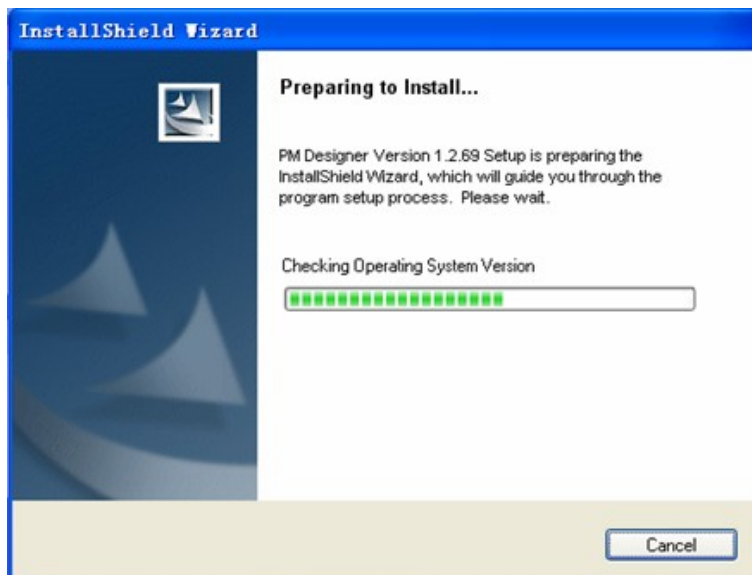 InstallShield Wizard
Preparing to Install...
PM Designer Version 1.2.69 Setup is preparing the
InstallShield Wizard, which will guide you through the
program setup process. Please wait.
Checking Operating System Version
Cancel